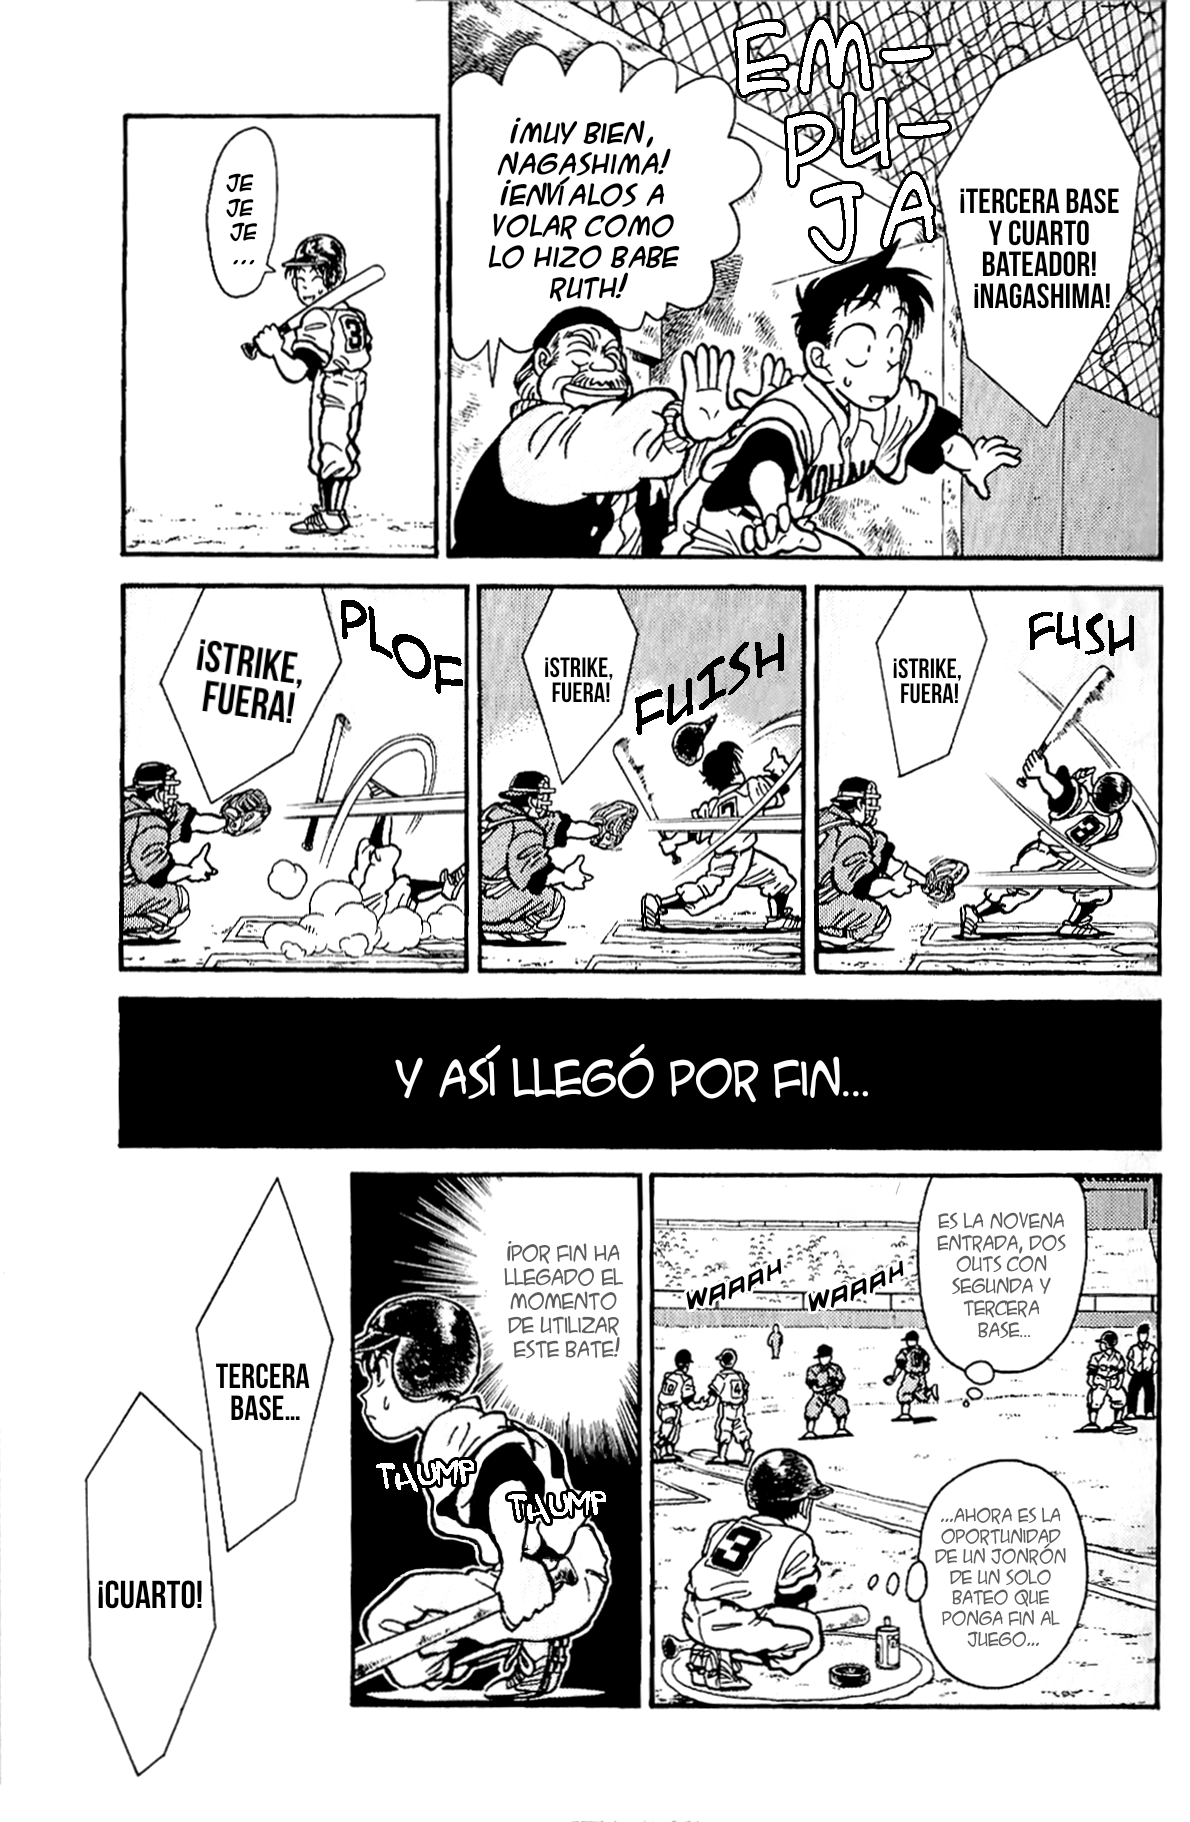 ¡TERCERA BASE
Y CUARTO
BATEADOR!
¡NAGASHIMA!
EM-
PU-
JA
¡MUY BIEN,
NAGASHIMA!
¡ENVÍALOS A
VOLAR COMO
LO HIZO BABE
RUTH!
KOHNA
JE
JE
JE
...
3
FUSH
¡STRIKE,
FUERA!
3
FUISH
¡STRIKE,
FUERA!
PLOF
¡STRIKE,
FUERA!
Y ASÍ LLEGÓ POR FIN...
ES LA NOVENA
ENTRADA, DOS
OUTS CON
SEGUNDA Y
TERCERA
BASE...
WAAAH
WAAAH
...AHORA ES LA
OPORTUNIDAD
DE UN JONRÓN
DE UN SOLO
BATEO QUE
PONGA FIN AL
JUEGO...
3
¡POR FIN HA
LLEGADO EL
MOMENTO
DE UTILIZAR
ESTE BATE!
TAUMP
TAUMP
TERCERA
BASE...
¡CUARTO!